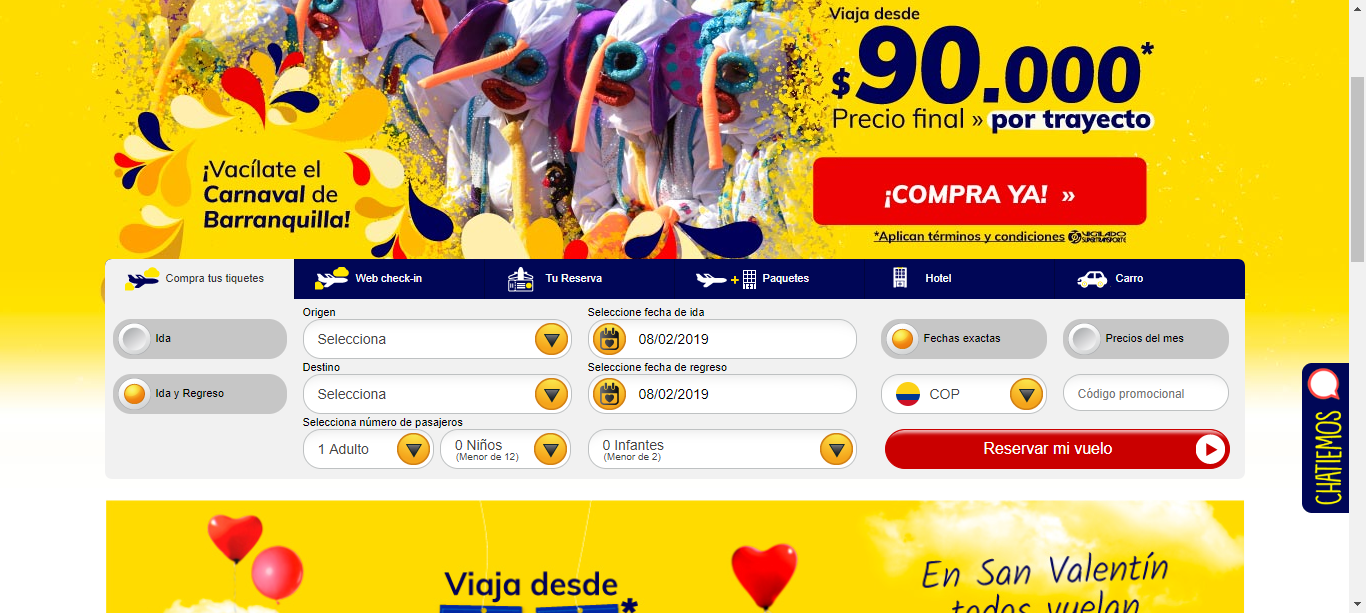 Viaja desde
$90.000*
Precio final » por trayecto
¡Vacílate el
Carnaval de
Barranquilla!
¡COMPRA YA! »
*Aplican términos y condiciones VIGILADO
SUPERTRANSPORTE
Compra tus tiquetes
Web check-in
Tu Reserva
Paquetes
Hotel
Carro
Origen
Seleccione fecha de ida
Ida
Selecciona
08/02/2019
Fechas exactas
Precios del mes
Destino
Seleccione fecha de regreso
Ida y Regreso
Selecciona
08/02/2019
COP
Código promocional
Selecciona número de pasajeros
1 Adulto
0 Niños
(Menor de 12)
0 Infantes
(Menor de 2)
Reservar mi vuelo
CHATIEMOS
Viaja desde
*
En San Valentín
todos vuelan